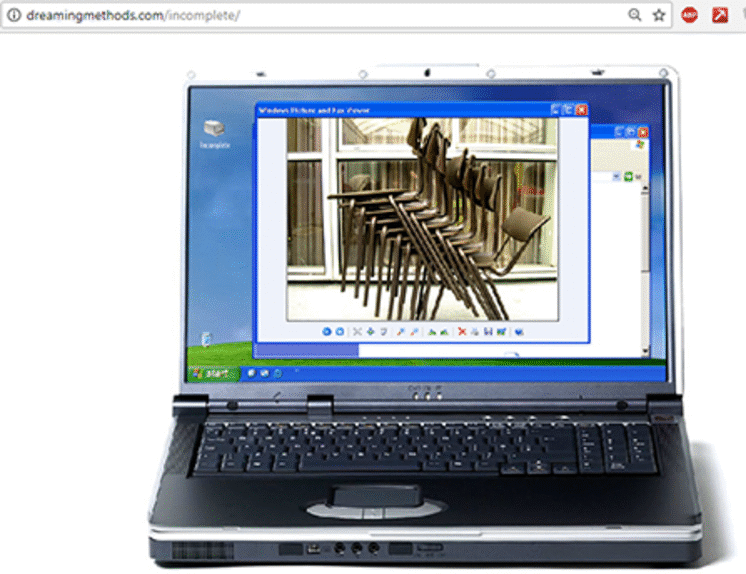 dreamingmethods.com/incomplete/
ABP
Windows Picture and Fax Viewer
Incomplete
start